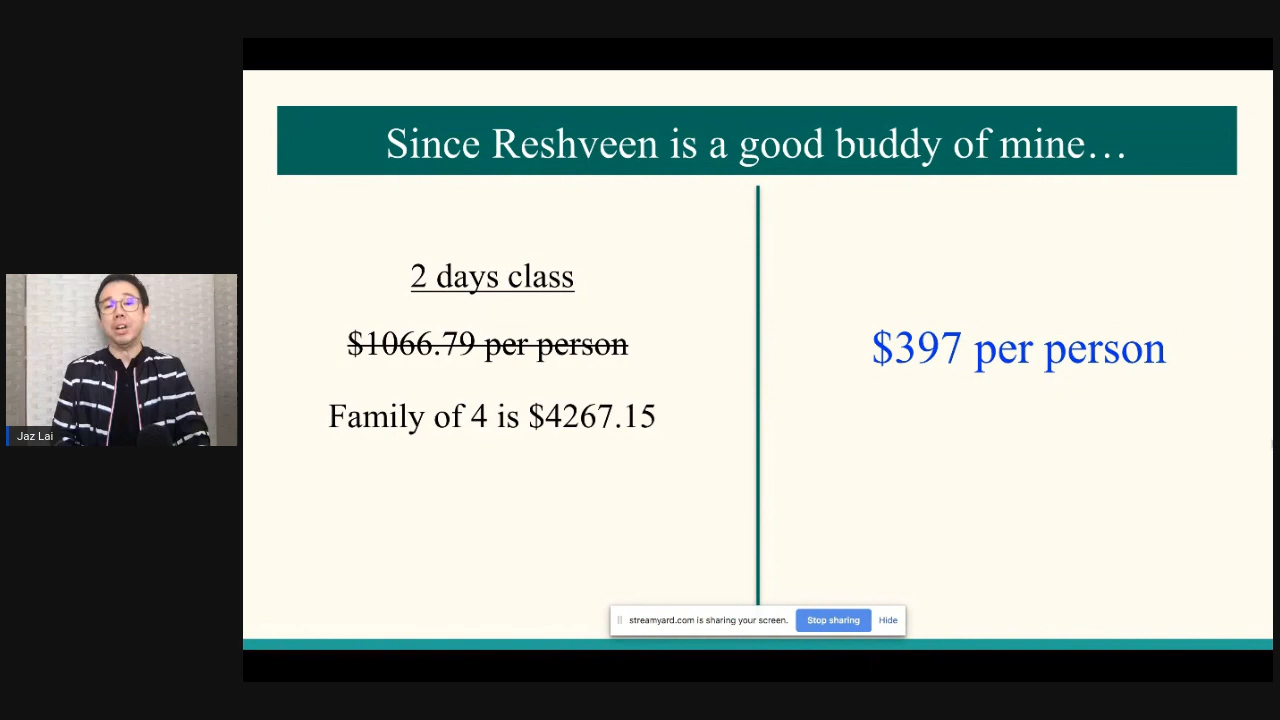 Since Reshveen is a good buddy of mine…
2 days class
$1066.79 per person
Family of 4 is $4267.15
$397 per person
Jaz Lai
streamyard.com is sharing your screen.
Stop sharing
Hide